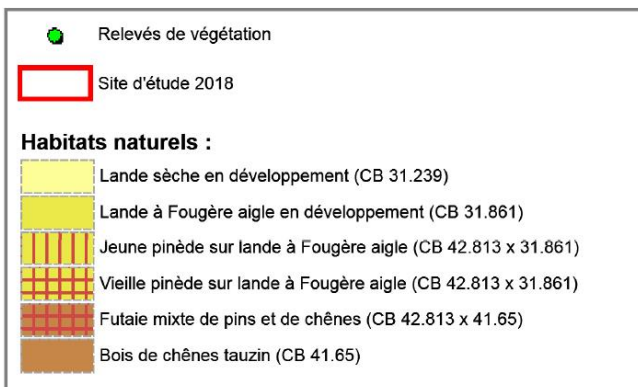 Relevés de végétation
Site d'étude 2018
Habitats naturels :
Lande sèche en développement (CB 31.239)
Lande à Fougère aigle en développement (CB 31.861)
Jeune pinède sur lande à Fougère aigle (CB 42.813 x 31.861)
Vieille pinède sur lande à Fougère aigle (CB 42.813 x 31.861)
Futaie mixte de pins et de chênes (CB 42.813 x 41.65)
Bois de chênes tauzin (CB 41.65)